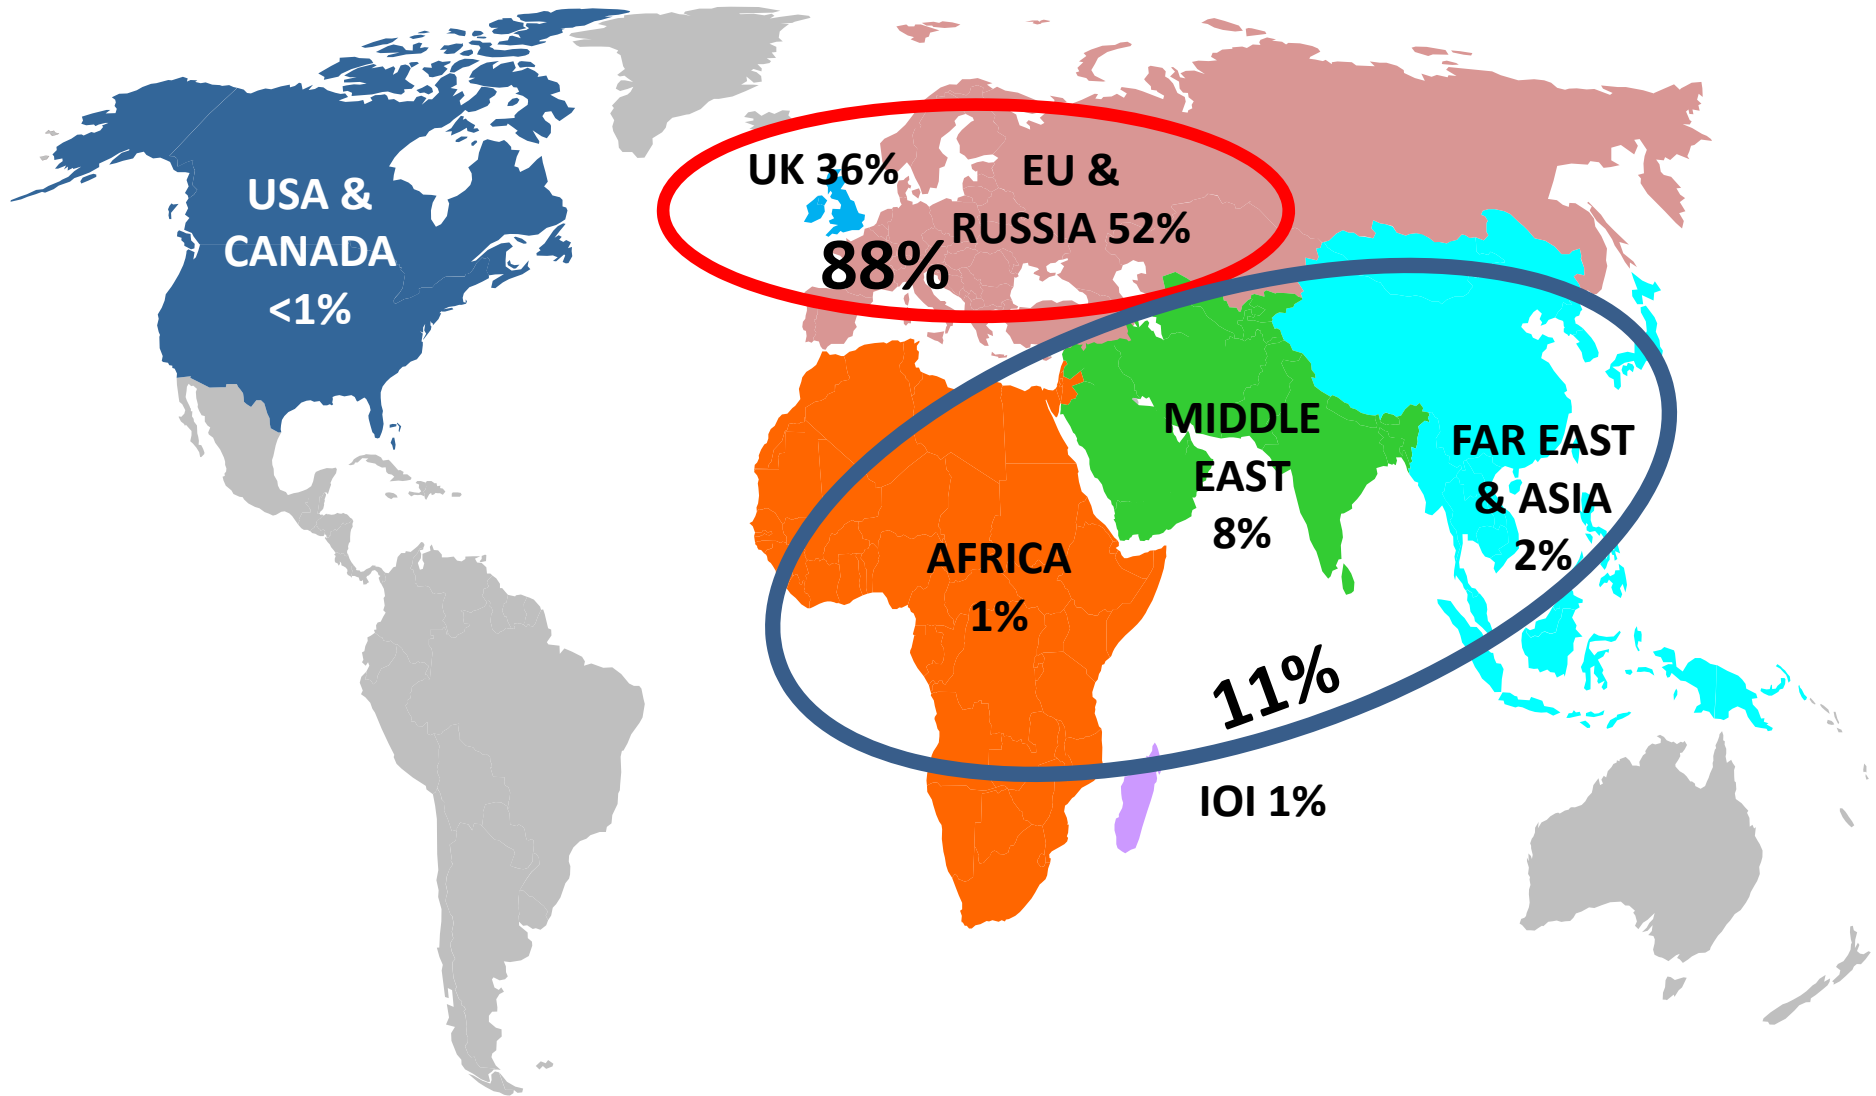 USA &
CANADA
<1%
UK 36%
EU &
RUSSIA 52%
88%
MIDDLE
EAST
8%
FAR EAST
& ASIA
2%
AFRICA
1%
11%
IOI 1%